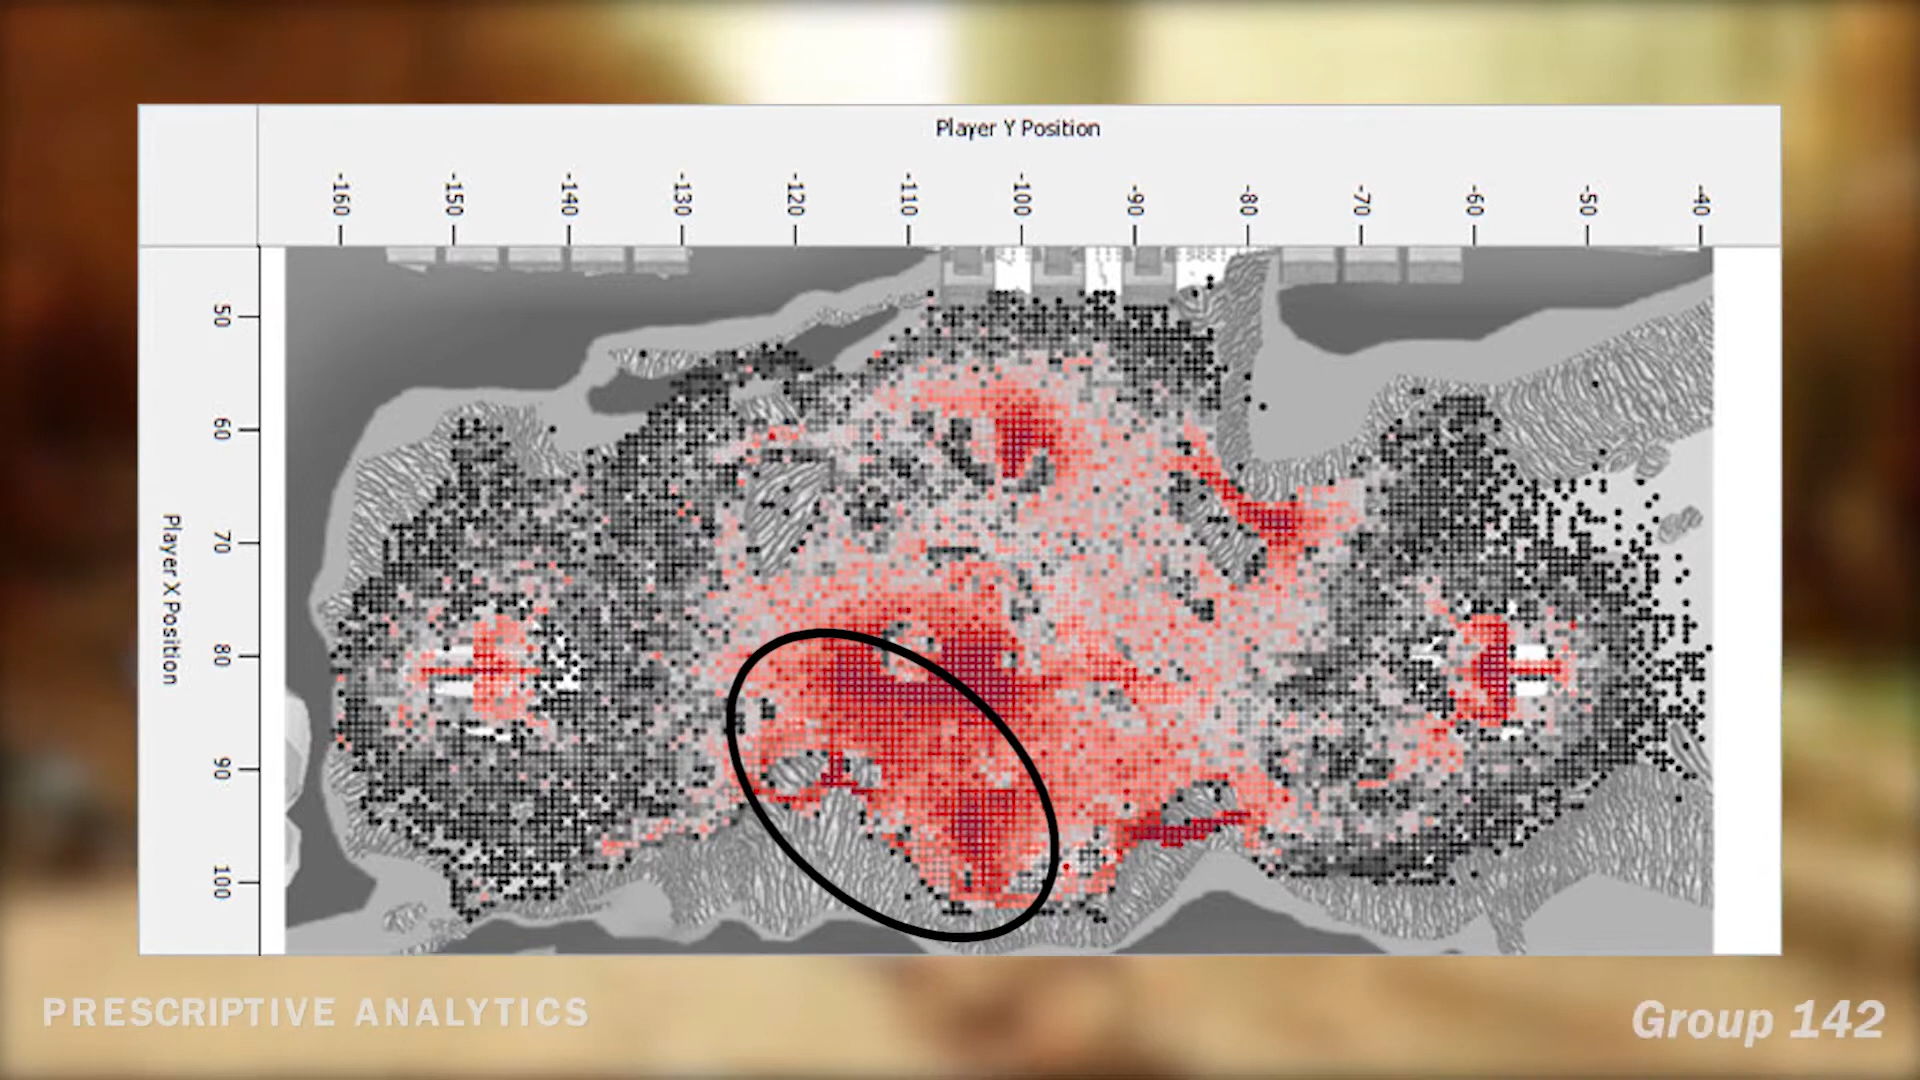 Player Y Position
-160 -150 -140 -130 -120 -110 -100 -90 -80 -70 -60 -50 -40
Player X Position
50
60
70
80
90
100
PRESCRIPTIVE ANALYTICS
Group 142